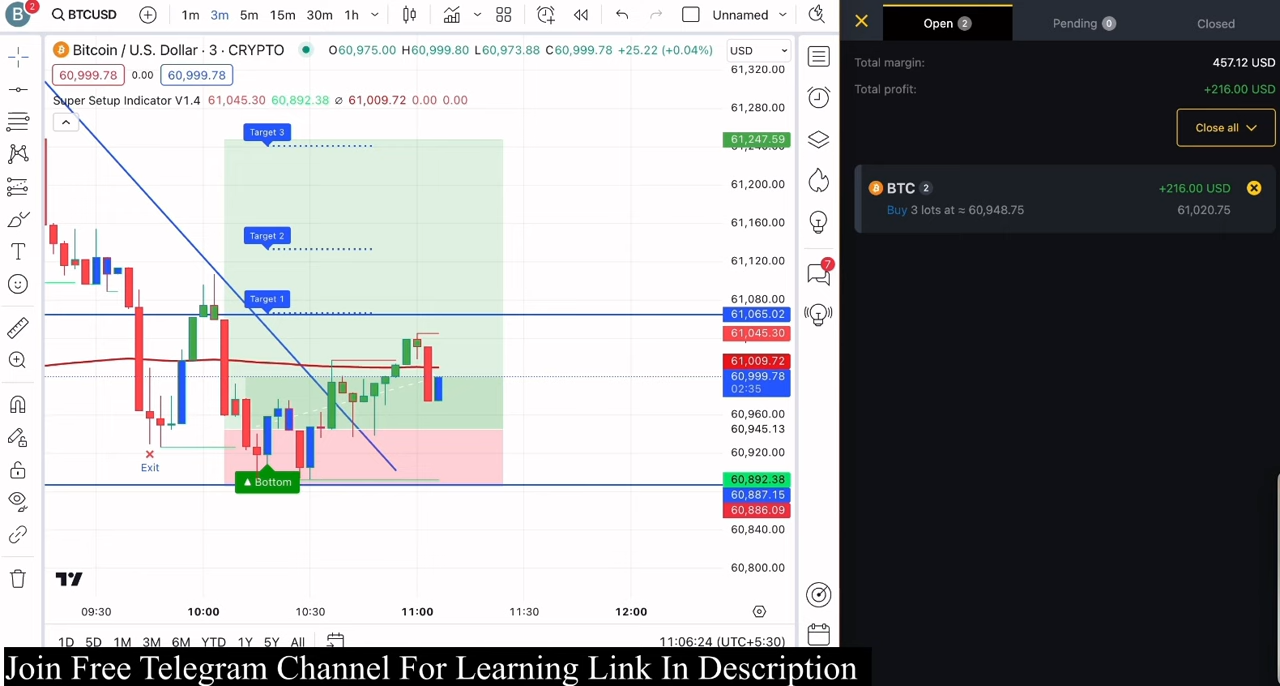 B 2 BTCUSD 1m 3m 5m 15m 30m 1h Unnamed
Bitcoin / U.S. Dollar · 3 · CRYPTO O60,975.00 H60,999.80 L60,973.88 C60,999.78 +25.22 (+0.04%) USD
60,999.78 0.00 60,999.78
Super Setup Indicator V1.4 61,045.30 60,892.38 ∅ 61,009.72 0.00 0.00
61,320.00
61,280.00
61,247.59
61,240.00
61,200.00
61,160.00
61,120.00
61,080.00
61,065.02
61,045.30
61,009.72
60,999.78
02:35
60,960.00
60,945.13
60,920.00
60,892.38
60,887.15
60,886.09
60,840.00
60,800.00
Target 3
Target 2
Target 1
Exit
▲ Bottom
7
09:30 10:00 10:30 11:00 11:30 12:00
1D 5D 1M 3M 6M YTD 1Y 5Y All 11:06:24 (UTC+5:30)
Open 2 Pending 0 Closed
Total margin: 457.12 USD
Total profit: +216.00 USD
Close all
BTC 2 +216.00 USD
Buy 3 lots at ≈ 60,948.75 61,020.75
Join Free Telegram Channel For Learning Link In Description